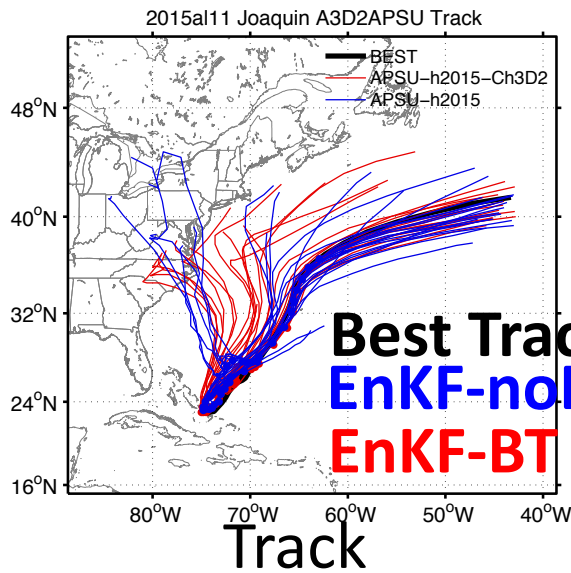 2015al11 Joaquin A3D2APSU Track
BEST
APSU-h2015-Ch3D2
APSU-h2015
48°N
40°N
32°N
24°N
16°N
Best Trac
EnKF-no
EnKF-BT
80°W
70°W
60°W
50°W
40°W
Track